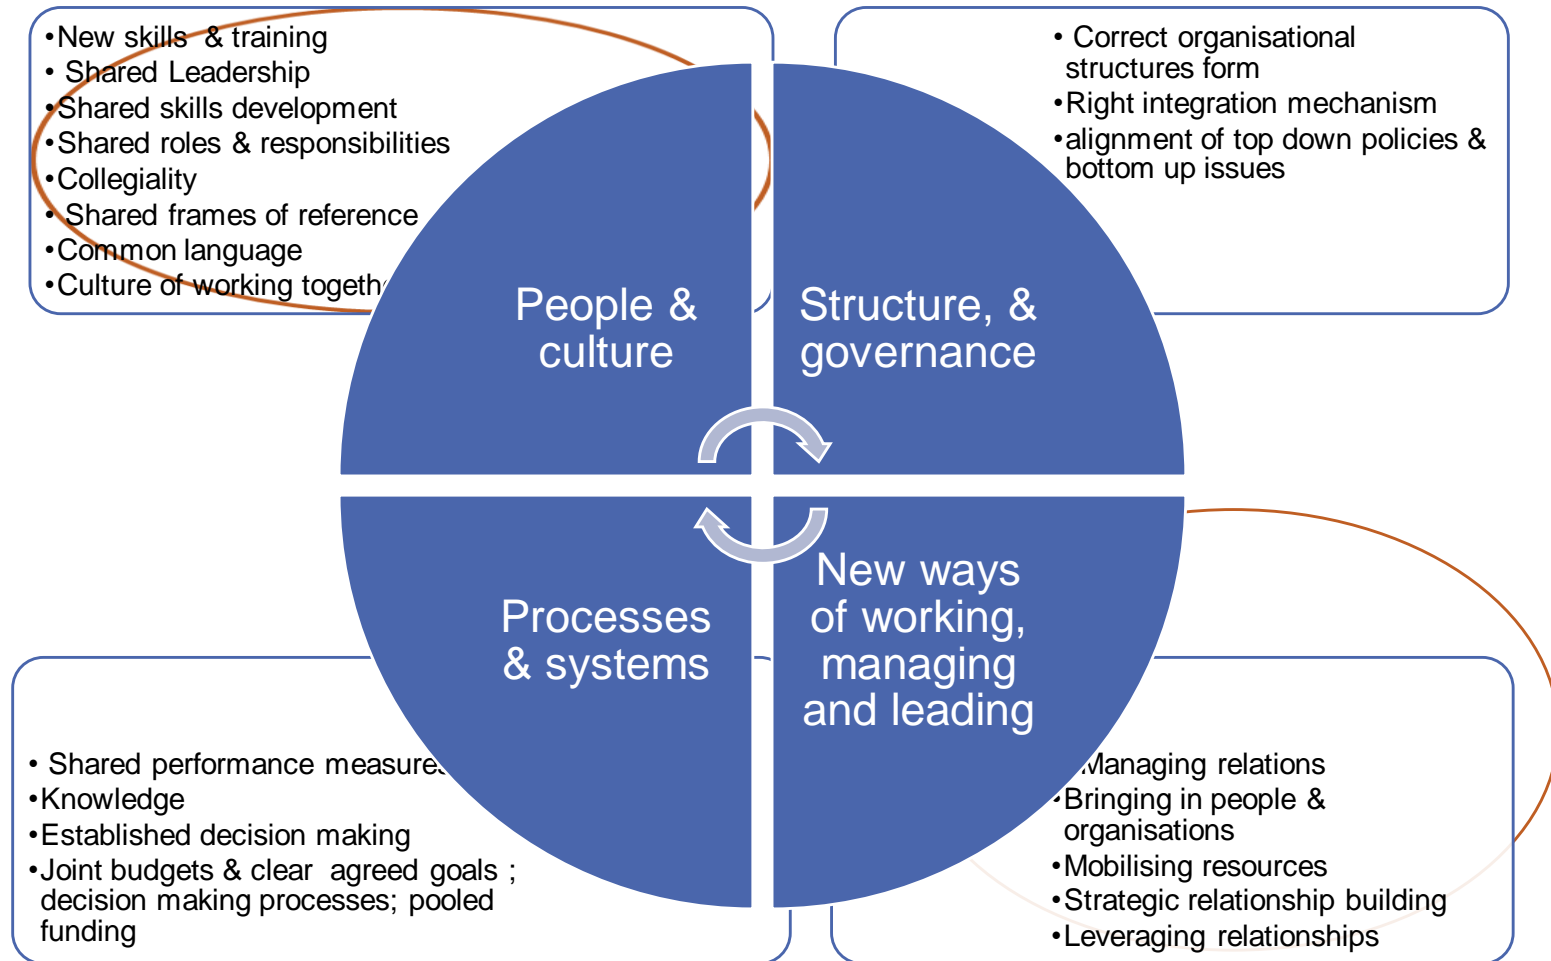 •New skills & training
• Shared Leadership
•Shared skills development
•Shared roles & responsibilities
•Collegiality
• Shared frames of reference
•Common language
•Culture of working togethe
• Correct organisational
structures form
•Right integration mechanism
•alignment of top down policies &
bottom up issues
People &
culture
Structure, &
governance
Processes
& systems
New ways
of working,
managing
and leading
• Shared performance measures
•Knowledge
•Established decision making
•Joint budgets & clear agreed goals ;
decision making processes; pooled
funding
Managing relations
•Bringing in people &
organisations
•Mobilising resources
•Strategic relationship building
•Leveraging relationships